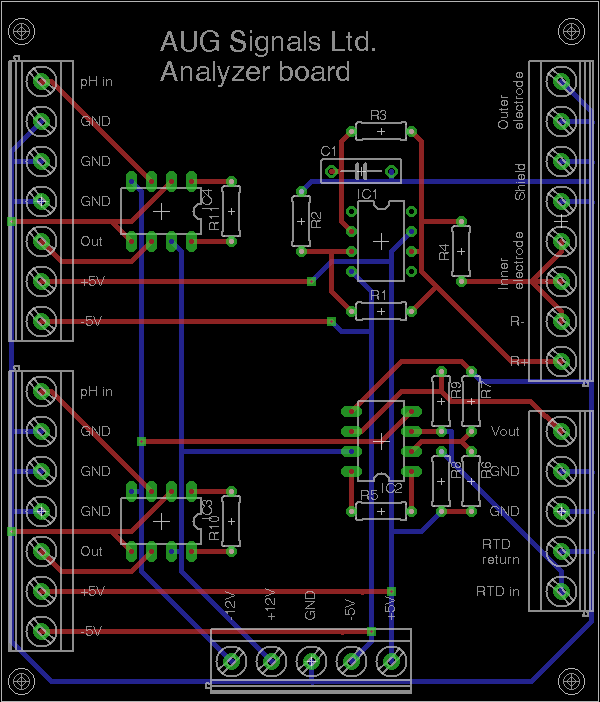 AUG Signals Ltd.
Analyzer board
pH in
GND
GND
GND
Out
+5V
-5V
C4
R11
R3
C1
IC1
R2
R4
R1
Outer
electrode
Shield
Inner
electrode
R-
R+
pH in
GND
GND
GND
Out
+5V
-5V
IC3
R10
R9
R7
R8
R6
R5
IC2
Vout
GND
GND
RTD
return
RTD in
-12V
+12V
GND
-5V
+5V